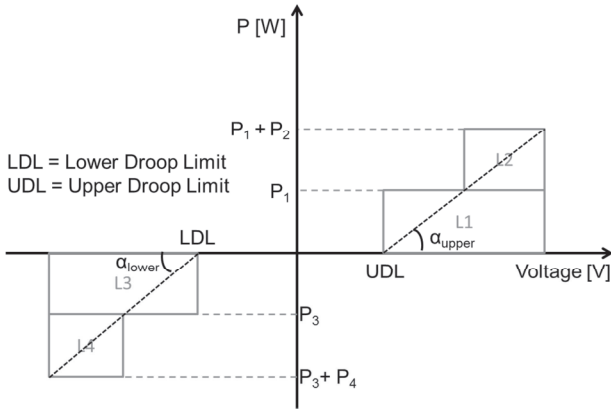 P [W]
P1 + P2
L2
LDL = Lower Droop Limit
UDL = Upper Droop Limit
P1
L1
αupper
LDL
αlower
UDL
Voltage [V]
L3
P3
L4
P3+ P4